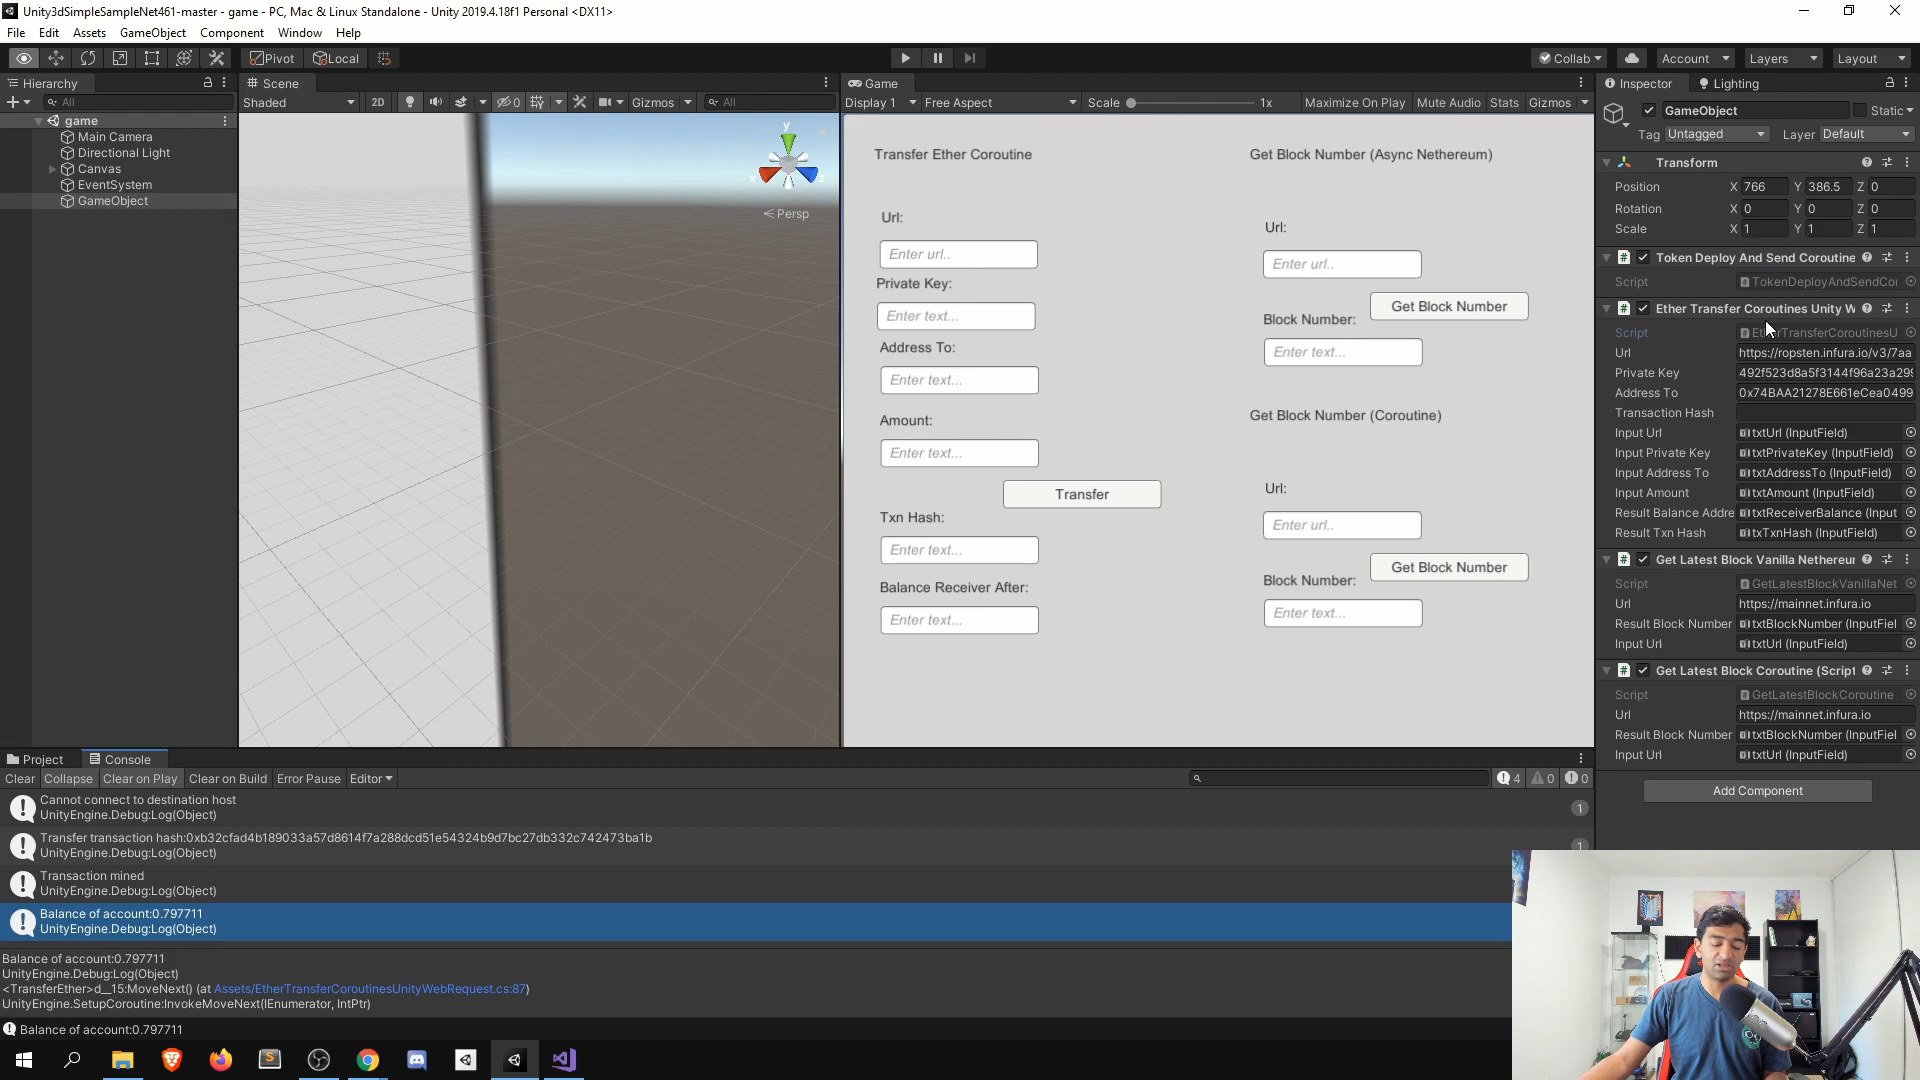 Unity3dSimpleSampleNet461-master - game - PC, Mac & Linux Standalone - Unity 2019.4.18f1 Personal <DX11>
File Edit Assets GameObject Component Window Help
Pivot Local
Collab Account Layers Layout
Hierarchy
All
game
Main Camera
Directional Light
Canvas
EventSystem
GameObject
Scene
Shaded 2D 0 Gizmos All
y
x
z
Persp
Game
Display 1 Free Aspect Scale 1x Maximize On Play Mute Audio Stats Gizmos
Transfer Ether Coroutine
Url:
Enter url..
Private Key:
Enter text...
Address To:
Enter text...
Amount:
Enter text...
Transfer
Txn Hash:
Enter text...
Balance Receiver After:
Enter text...
Get Block Number (Async Nethereum)
Url:
Enter url..
Get Block Number
Block Number:
Enter text...
Get Block Number (Coroutine)
Url:
Enter url..
Get Block Number
Block Number:
Enter text...
Inspector Lighting
GameObject Static
Tag Untagged Layer Default
Transform
Position X 766 Y 386.5 Z 0
Rotation X 0 Y 0 Z 0
Scale X 1 Y 1 Z 1
Token Deploy And Send Coroutine
Script TokenDeployAndSendCor
Ether Transfer Coroutines Unity W
Script EtherTransferCoroutinesU
Url https://ropsten.infura.io/v3/7aa
Private Key 492f523d8a5f3144f96a23a299
Address To 0x74BAA21278E661eCea0499
Transaction Hash
Input Url txtUrl (InputField)
Input Private Key txtPrivateKey (InputField)
Input Address To txtAddressTo (InputField)
Input Amount txtAmount (InputField)
Result Balance Addre txtReceiverBalance (Input
Result Txn Hash txTxnHash (InputField)
Get Latest Block Vanilla Nethereur
Script GetLatestBlockVanillaNet
Url https://mainnet.infura.io
Result Block Number txtBlockNumber (InputFiel
Input Url txtUrl (InputField)
Get Latest Block Coroutine (Script
Script GetLatestBlockCoroutine
Url https://mainnet.infura.io
Result Block Number txtBlockNumber (InputFiel
Input Url txtUrl (InputField)
Add Component
Project Console
Clear Collapse Clear on Play Clear on Build Error Pause Editor 4 0 0
Cannot connect to destination host
UnityEngine.Debug:Log(Object)
1
Transfer transaction hash:0xb32cfad4b189033a57d8614f7a288dcd51e54324b9d7bc27db332c742473ba1b
UnityEngine.Debug:Log(Object)
1
Transaction mined
UnityEngine.Debug:Log(Object)
Balance of account:0.797711
UnityEngine.Debug:Log(Object)
Balance of account:0.797711
UnityEngine.Debug:Log(Object)
<TransferEther>d__15:MoveNext() (at Assets/EtherTransferCoroutinesUnityWebRequest.cs:87)
UnityEngine.SetupCoroutine:InvokeMoveNext(IEnumerator, IntPtr)
Balance of account:0.797711